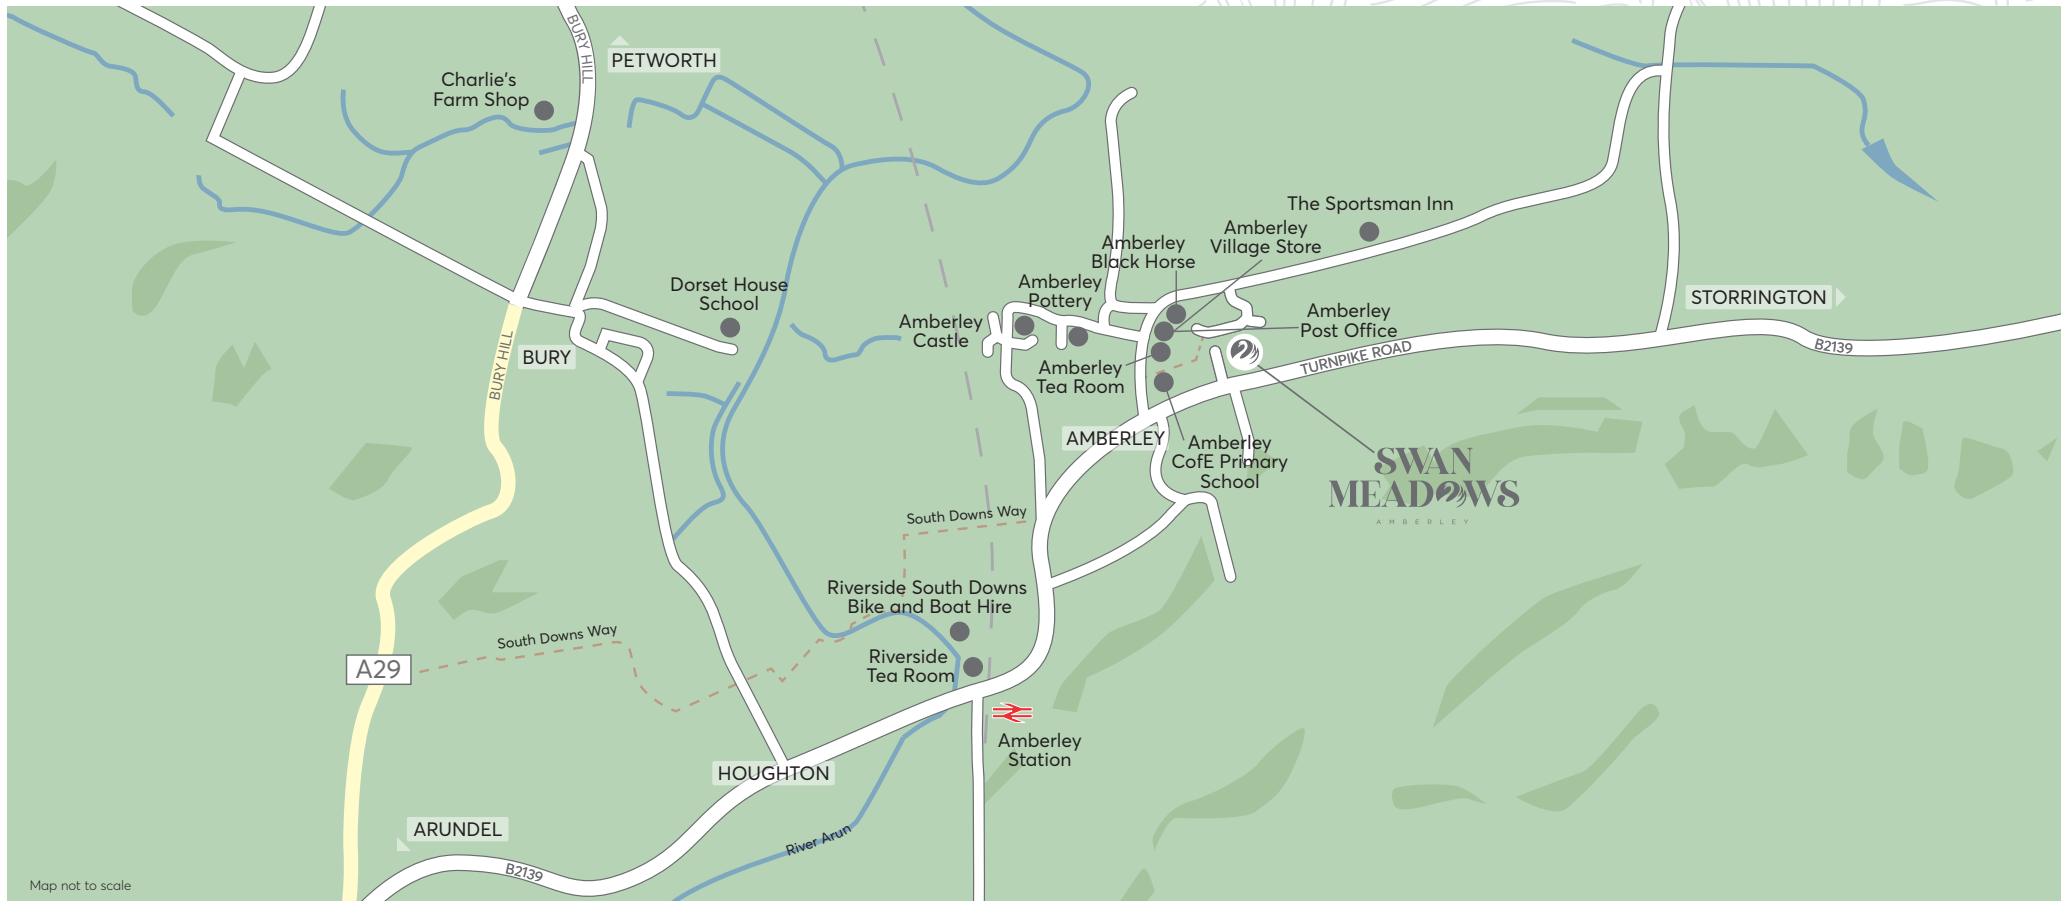 BURY HILL
PETWORTH
Charlie's
Farm Shop
The Sportsman Inn
Amberley
Village Store
Amberley
Black Horse
Amberley
Pottery
Dorset House
School
STORRINGTON
Amberley
Post Office
Amberley
Castle
BURY HILL
BURY
Amberley
Tea Room
TURNPIKE ROAD
B2139
AMBERLEY
Amberley
CofE Primary
School
SWAN
MEADOWS
AMBERLEY
South Downs Way
Riverside South Downs
Bike and Boat Hire
South Downs Way
A29
Riverside
Tea Room
Amberley
Station
HOUGHTON
ARUNDEL
River Arun
B2139
Map not to scale